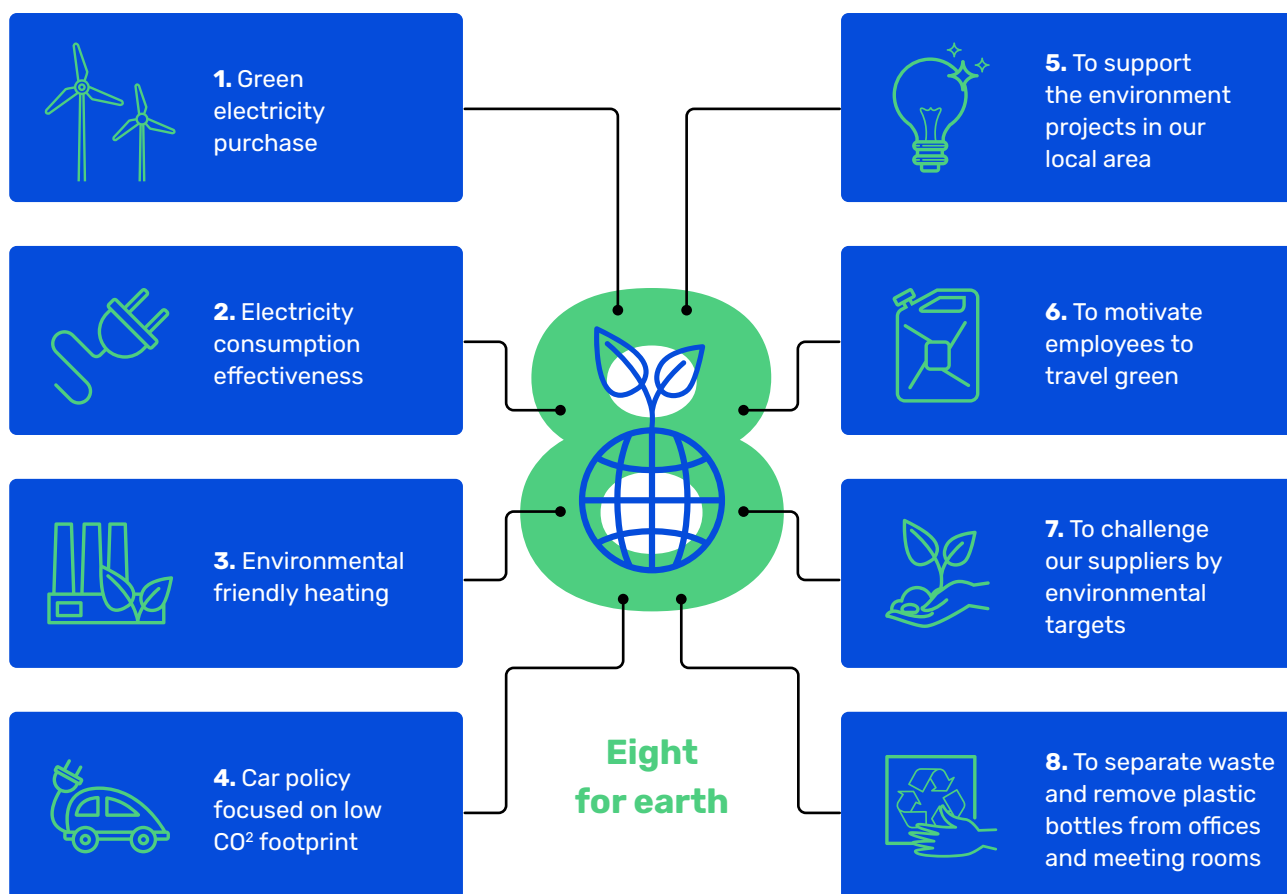 1. Green
electricity
purchase
2. Electricity
consumption
effectiveness
3. Environmental
friendly heating
4. Car policy
focused on low
CO² footprint
5. To support
the environment
projects in our
local area
6. To motivate
employees to
travel green
7. To challenge
our suppliers by
environmental
targets
8. To separate waste
and remove plastic
bottles from offices
and meeting rooms
Eight
for earth